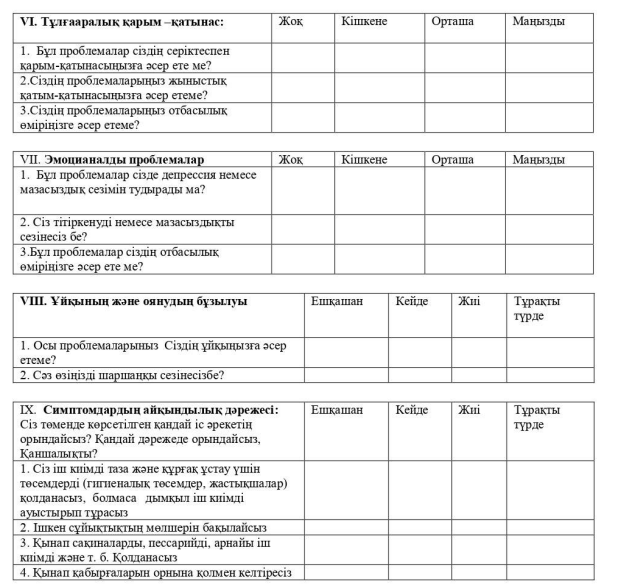 VI. Тұлғааралық қарым –қатынас: Жоқ Кішкене Орташа Маңызды
1. Бұл проблемалар сіздің серіктеспен
қарым-қатынасыңызға әсер ете ме?
2.Сіздің проблемаларыңыз жыныстық
қатым-қатынасыңызға әсер етеме?
3.Сіздің проблемаларыңыз отбасылық
өміріңізге әсер етеме?
VII. Эмоцианалды проблемалар Жоқ Кішкене Орташа Маңызды
1. Бұл проблемалар сізде депрессия немесе
мазасыздық сезімін тудырады ма?
2. Сіз тітіркенуді немесе мазасыздықты
сезінесіз бе?
3.Бұл проблемалар сіздің отбасылық
өміріңізге әсер ете ме?
VIII. Ұйқының және оянудың бұзылуы Ешқашан Кейде Жиі Тұрақты
түрде
1. Осы проблемаларыныз Сіздің ұйқыңызға әсер
етеме?
2. Сәз өзіңізді шаршаңқы сезінесізбе?
IX. Симптомдардың айқындылық дәрежесі: Ешқашан Кейде Жиі Тұрақты
Сіз төменде көрсетілген қандай іс әрекетің түрде
орындайсыз? Қандай дәрежеде орындайсыз,
Қаншалықты?
1. Сіз іш киімді таза және құрғақ ұстау үшін
төсемдерді (гигиеналық төсемдер, жастықшалар)
қолданасыз, болмаса дымқыл іш киімді
ауыстырып тұрасыз
2. Ішкен сұйықтықтың мөлшерін бақылайсыз
3. Қынап сақиналарды, пессарийді, арнайы іш
киімді және т. б. Қолданасыз
4. Қынап қабырғаларын орнына қолмен келтіресіз